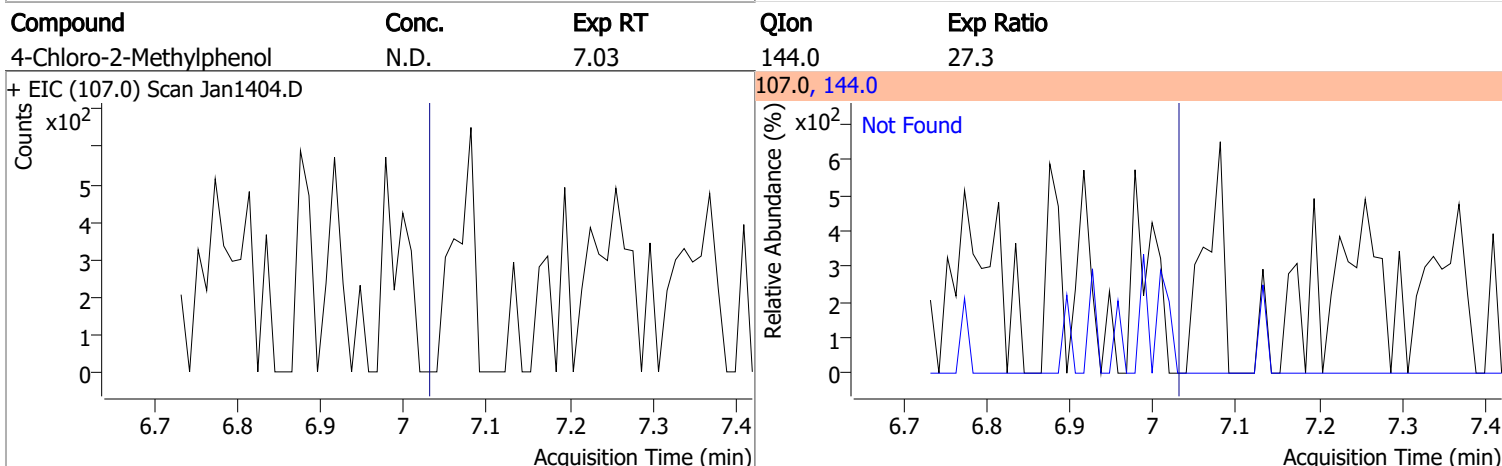 Compound Conc. Exp RT QIon Exp Ratio
4-Chloro-2-Methylphenol N.D. 7.03 144.0 27.3
+ EIC (107.0) Scan Jan1404.D
Counts
x10²
5
4
3
2
1
0
6.7 6.8 6.9 7 7.1 7.2 7.3 7.4
Acquisition Time (min)
107.0, 144.0
Relative Abundance (%)
x10²
Not Found
6
5
4
3
2
1
0
6.7 6.8 6.9 7 7.1 7.2 7.3 7.4
Acquisition Time (min)